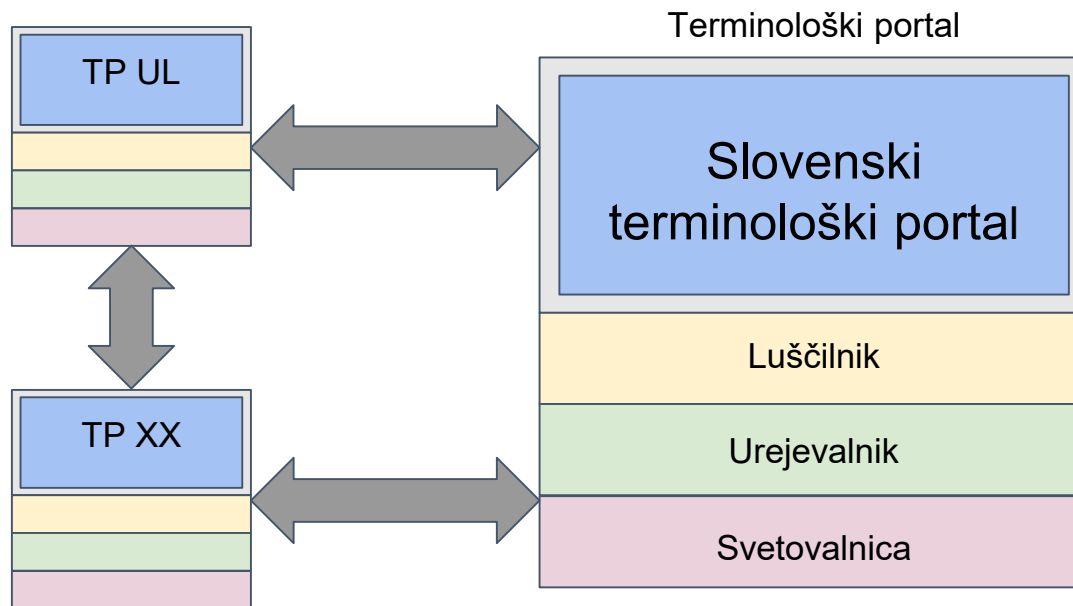 Terminološki portal
TP UL
Slovenski
terminološki portal
Luščilnik
TP XX
Urejevalnik
Svetovalnica